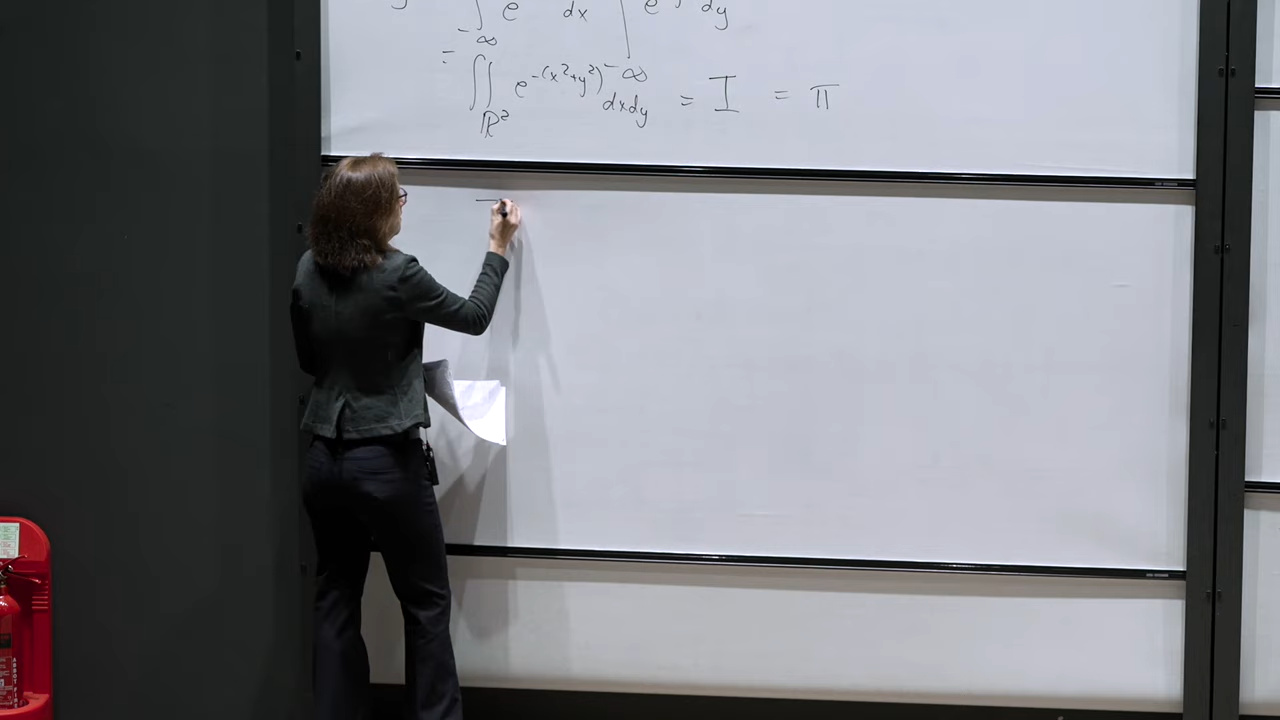 ∫ e dx ∫ e dy
-∞ -∞
= ∬ e^{-(x²+y²)} dxdy = I = π
ℝ²